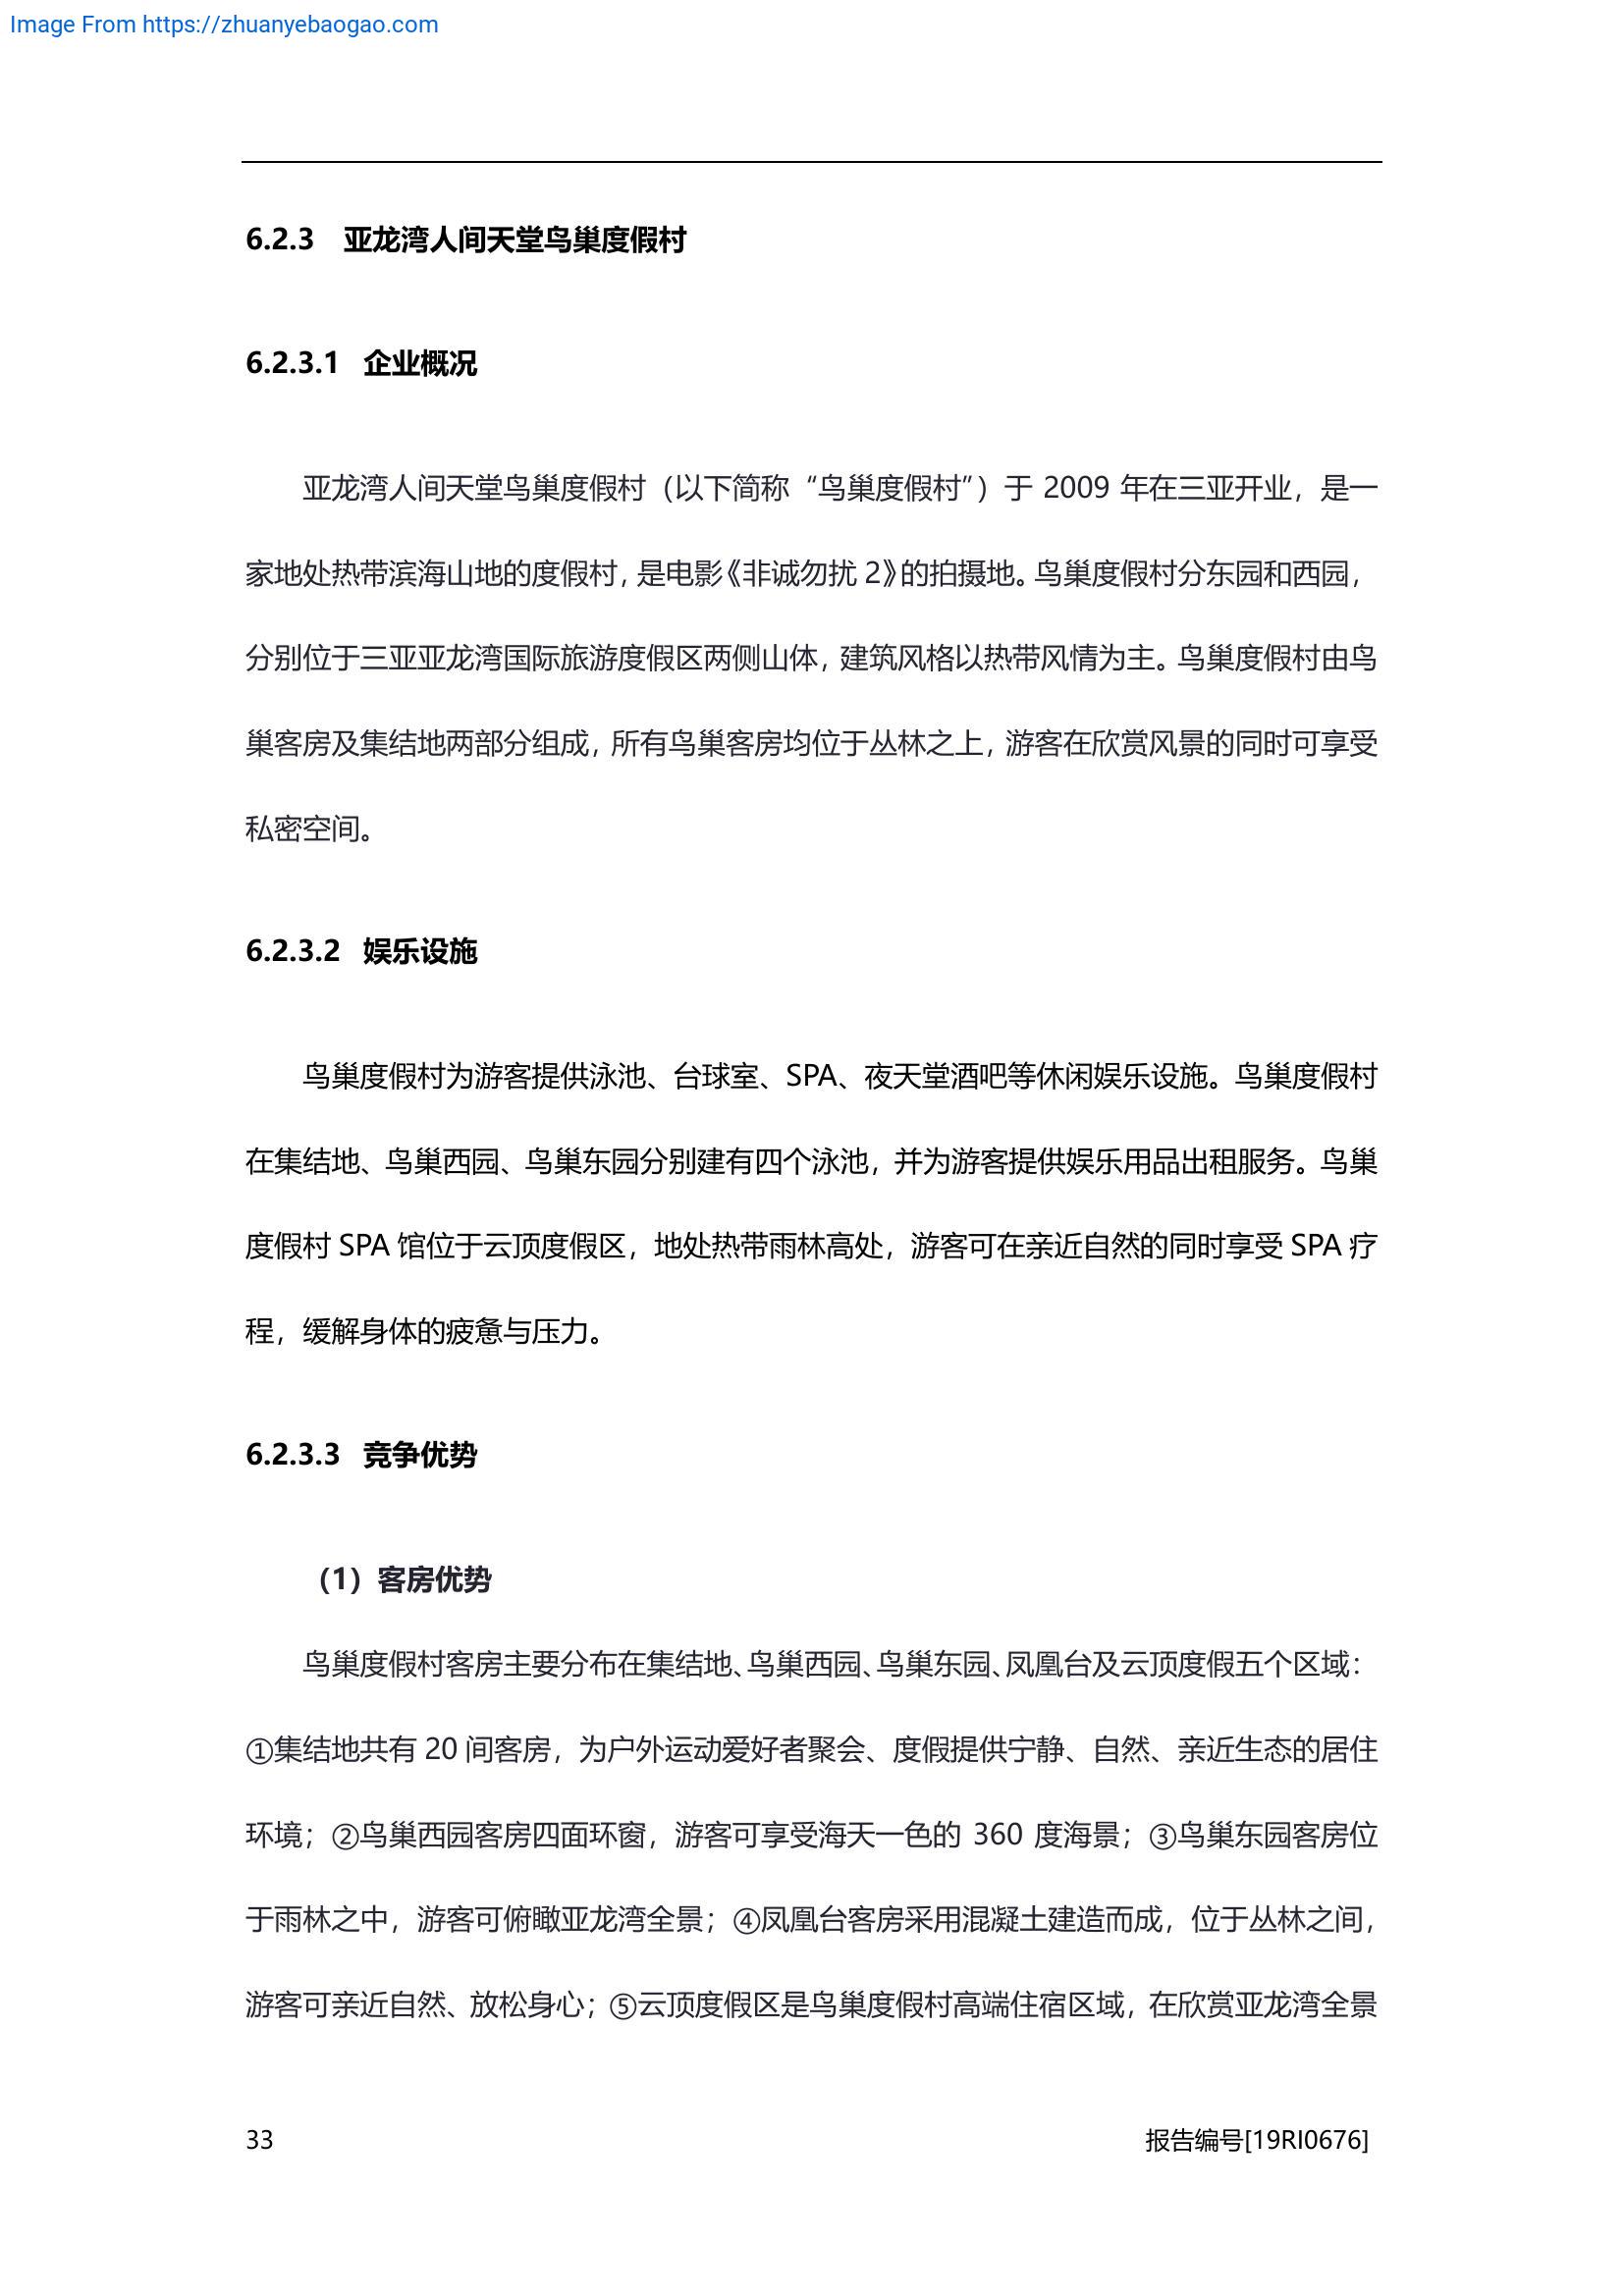 Image From https://zhuanyebaogao.com
6.2.3 亚龙湾人间天堂鸟巢度假村
6.2.3.1 企业概况
亚龙湾人间天堂鸟巢度假村（以下简称“鸟巢度假村”）于 2009 年在三亚开业，是一
家地处热带滨海山地的度假村，是电影《非诚勿扰 2》的拍摄地。鸟巢度假村分东园和西园，
分别位于三亚亚龙湾国际旅游度假区两侧山体，建筑风格以热带风情为主。鸟巢度假村由鸟
巢客房及集结地两部分组成，所有鸟巢客房均位于丛林之上，游客在欣赏风景的同时可享受
私密空间。
6.2.3.2 娱乐设施
鸟巢度假村为游客提供泳池、台球室、SPA、夜天堂酒吧等休闲娱乐设施。鸟巢度假村
在集结地、鸟巢西园、鸟巢东园分别建有四个泳池，并为游客提供娱乐用品出租服务。鸟巢
度假村 SPA 馆位于云顶度假区，地处热带雨林高处，游客可在亲近自然的同时享受 SPA 疗
程，缓解身体的疲惫与压力。
6.2.3.3 竞争优势
（1）客房优势
鸟巢度假村客房主要分布在集结地、鸟巢西园、鸟巢东园、凤凰台及云顶度假五个区域：
①集结地共有 20 间客房，为户外运动爱好者聚会、度假提供宁静、自然、亲近生态的居住
环境；②鸟巢西园客房四面环窗，游客可享受海天一色的 360 度海景；③鸟巢东园客房位
于雨林之中，游客可俯瞰亚龙湾全景；④凤凰台客房采用混凝土建造而成，位于丛林之间，
游客可亲近自然、放松身心；⑤云顶度假区是鸟巢度假村高端住宿区域，在欣赏亚龙湾全景
33 报告编号[19RI0676]